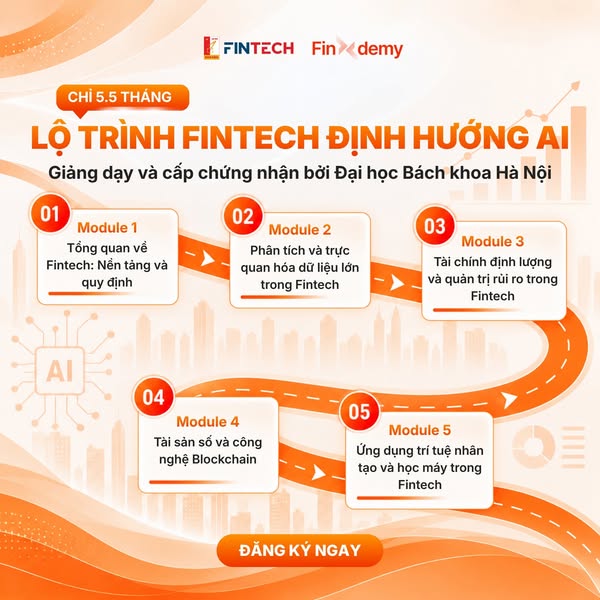 FINTECH FinXdemy
CHỈ 5.5 THÁNG
LỘ TRÌNH FINTECH ĐỊNH HƯỚNG AI
Giảng dạy và cấp chứng nhận bởi Đại học Bách khoa Hà Nội
01
Module 1
Tổng quan về
Fintech: Nền tảng và
quy định
02
Module 2
Phân tích và trực
quan hóa dữ liệu lớn
trong Fintech
03
Module 3
Tài chính định lượng
và quản trị rủi ro trong
Fintech
AI
04
Module 4
Tài sản số và công
nghệ Blockchain
05
Module 5
Ứng dụng trí tuệ nhân
tạo và học máy trong
Fintech
ĐĂNG KÝ NGAY